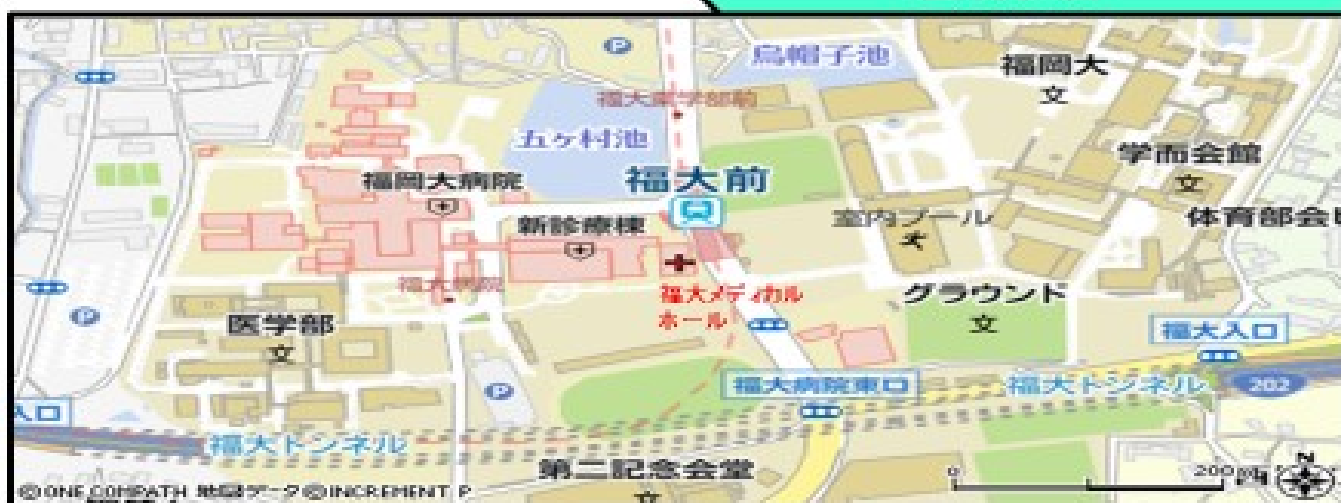 烏帽子池
福岡大
福大薬学部前
五ヶ村池
学而会館
福岡大病院
福大前
新診療棟
室内プール
体育部会
福大病院
福大メディカル
ホール
グラウンド
医学部
福大入口
福大病院東口
福大トンネル
202
入口
福大トンネル
第二記念会堂
0
200m
N
©ONE COMPATH 地図データ©INCREMENT P